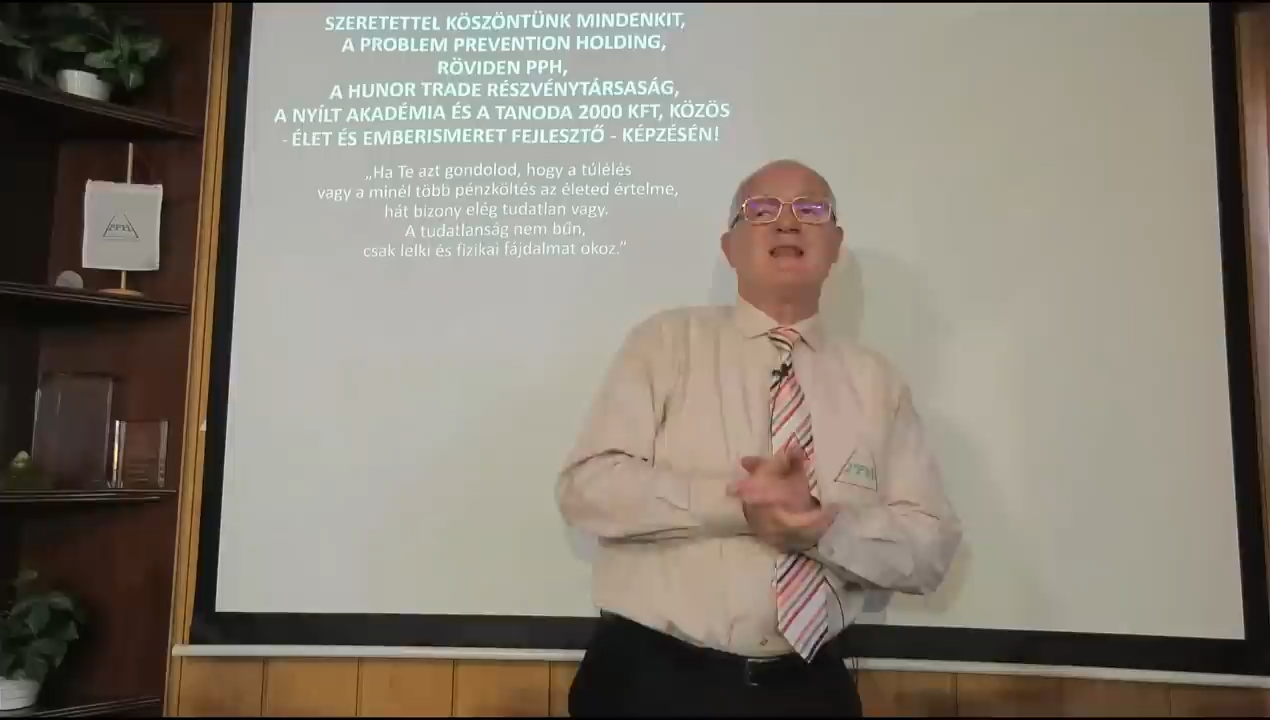 SZERETETTEL KÖSZÖNTÜNK MINDENKIT,
A PROBLEM PREVENTION HOLDING,
RÖVIDEN PPH,
A HUNOR TRADE RÉSZVÉNYTÁRSASÁG,
A NYÍLT AKADÉMIA ÉS A TANODA 2000 KFT, KÖZÖS
- ÉLET ÉS EMBERISMERET FEJLESZTŐ - KÉPZÉSÉN!
„Ha Te azt gondolod, hogy a túlélés
vagy a minél több pénzköltés az életed értelme,
hát bizony elég tudatlan vagy.
A tudatlanság nem bűn,
csak lelki és fizikai fájdalmat okoz.”
PPH
PPH